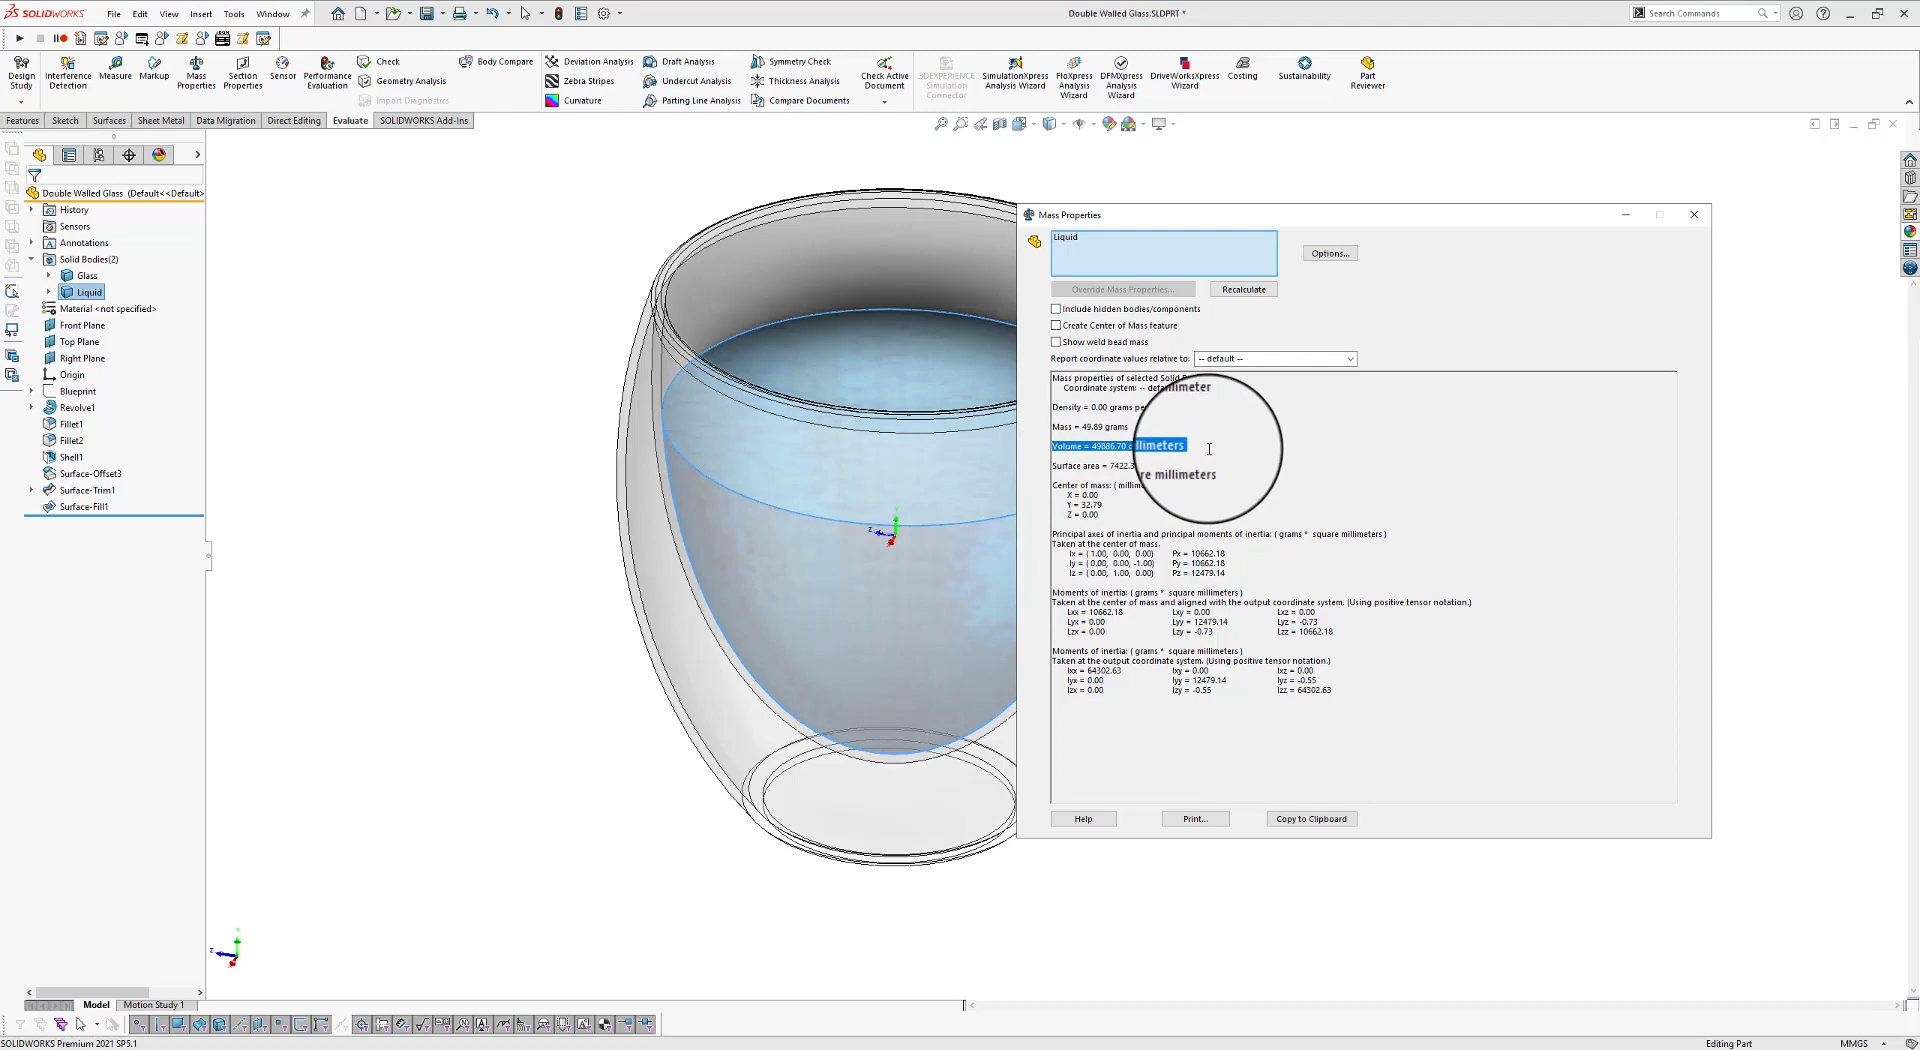 SOLIDWORKS File Edit View Insert Tools Window Double Walled Glass.SLDPRT * Search Commands
Design Study
Interference Detection
Measure
Markup
Mass Properties
Section Properties
Sensor
Performance Evaluation
Check
Geometry Analysis
Import Diagnostics
Body Compare
Deviation Analysis
Zebra Stripes
Curvature
Draft Analysis
Undercut Analysis
Parting Line Analysis
Symmetry Check
Thickness Analysis
Compare Documents
Check Active Document
3DEXPERIENCE Simulation Connector
SimulationXpress Analysis Wizard
FloXpress Analysis Wizard
DFMXpress Analysis Wizard
DriveWorksXpress Wizard
Costing
Sustainability
Part Reviewer
Features Sketch Surfaces Sheet Metal Data Migration Direct Editing Evaluate SOLIDWORKS Add-Ins
Double Walled Glass (Default<<Default>
History
Sensors
Annotations
Solid Bodies(2)
Glass
Liquid
Material <not specified>
Front Plane
Top Plane
Right Plane
Origin
Blueprint
Revolve1
Fillet1
Fillet2
Shell1
Surface-Offset3
Surface-Trim1
Surface-Fill1
Mass Properties
Liquid
Options...
Override Mass Properties... Recalculate
Include hidden bodies/components
Create Center of Mass feature
Show weld bead mass
Report coordinate values relative to: -- default --
Mass properties of selected Solid
Coordinate system: -- def
limeter
Density = 0.00 grams pe
Mass = 49.89 grams
Volume = 49886.70 c llimeters
Surface area = 7422.3
re millimeters
Center of mass: ( millim
X = 0.00
Y = 32.79
Z = 0.00
Principal axes of inertia and principal moments of inertia: ( grams * square millimeters )
Taken at the center of mass.
Ix = ( 1.00, 0.00, 0.00) Px = 10662.18
Iy = ( 0.00, 0.00, -1.00) Py = 10662.18
Iz = ( 0.00, 1.00, 0.00) Pz = 12479.14
Moments of inertia: ( grams * square millimeters )
Taken at the center of mass and aligned with the output coordinate system. (Using positive tensor notation.)
Lxx = 10662.18 Lxy = 0.00 Lxz = 0.00
Lyx = 0.00 Lyy = 12479.14 Lyz = -0.73
Lzx = 0.00 Lzy = -0.73 Lzz = 10662.18
Moments of inertia: ( grams * square millimeters )
Taken at the output coordinate system. (Using positive tensor notation.)
Ixx = 64302.63 Ixy = 0.00 Ixz = 0.00
Iyx = 0.00 Iyy = 12479.14 Iyz = -0.55
Izx = 0.00 Izy = -0.55 Izz = 64302.63
Help Print... Copy to Clipboard
Z Y
Z Y
Model Motion Study 1
SOLIDWORKS Premium 2021 SP5.1 Editing Part MMGS